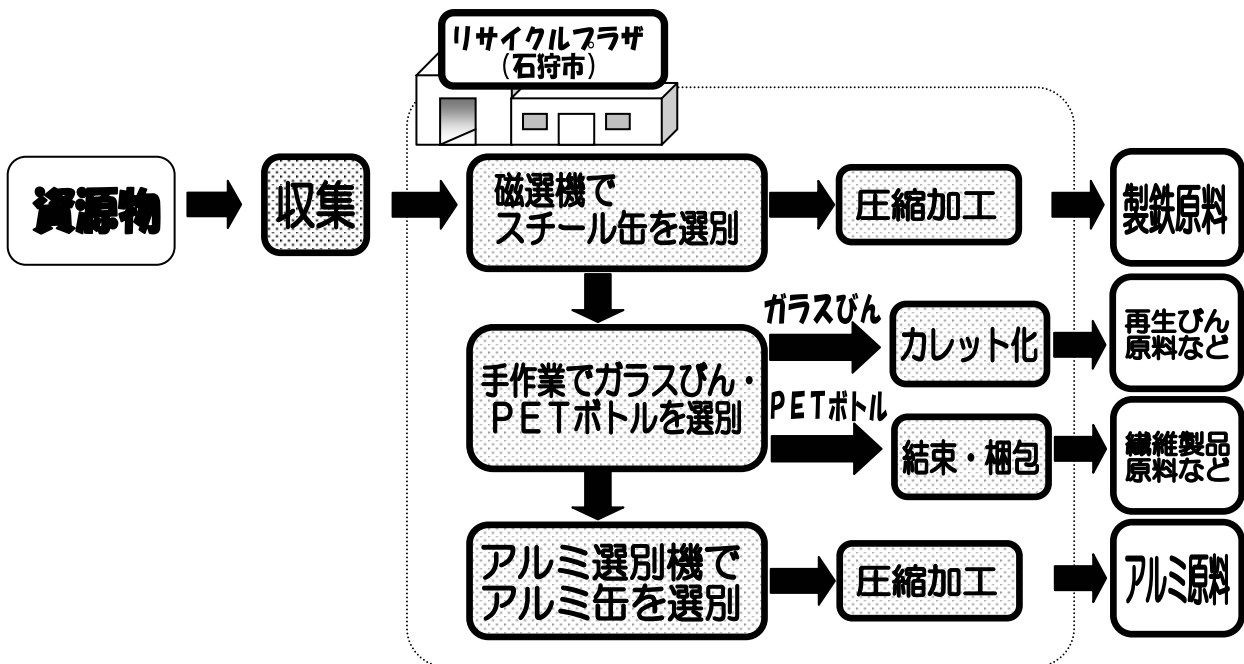 リサイクルプラザ
（石狩市）
資源物
収集
磁選機で
スチール缶を選別
圧縮加工
製鉄原料
手作業でガラスびん・
ＰＥＴボトルを選別
ガラスびん
カレット化
再生びん
原料など
ＰＥＴボトル
結束・梱包
繊維製品
原料など
アルミ選別機で
アルミ缶を選別
圧縮加工
アルミ原料